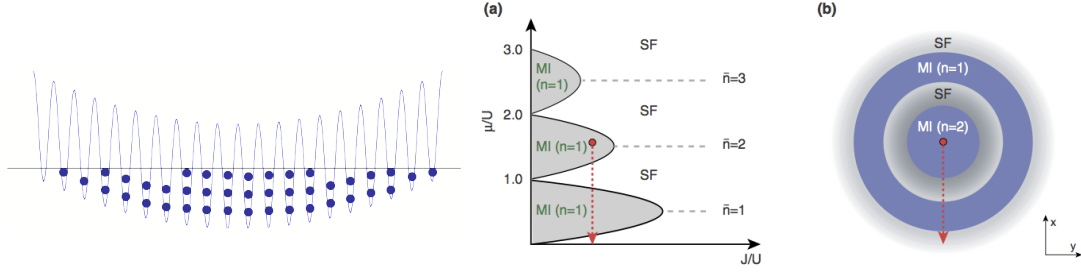 (a)
3.0
2.0
1.0
μ/U
SF
MI
(n=1)
n̄=3
SF
MI (n=1)
n̄=2
SF
MI (n=1)
n̄=1
J/U
(b)
SF
MI (n=1)
SF
MI (n=2)
x
y